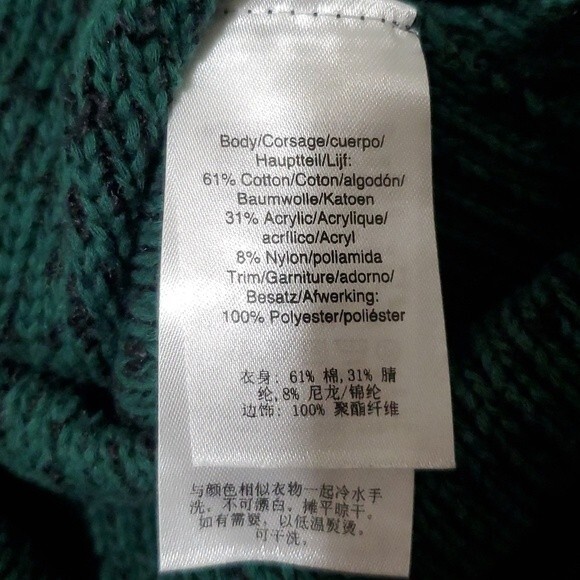 Body/Corsage/cuerpo/
Hauptteil/Lijf:
61% Cotton/Coton/algodón/
Baumwolle/Katoen
31% Acrylic/Acrylique/
acrílico/Acryl
8% Nylon/poliamida
Trim/Garniture/adorno/
Besatz/Afwerking:
100% Polyester/poliéster
衣身: 61% 棉,31% 腈
纶,8% 尼龙/锦纶
边饰: 100% 聚酯纤维
与颜色相似衣物一起冷水手
洗。不可漂白。摊平晾干。
如有需要，以低温熨烫。
可干洗。